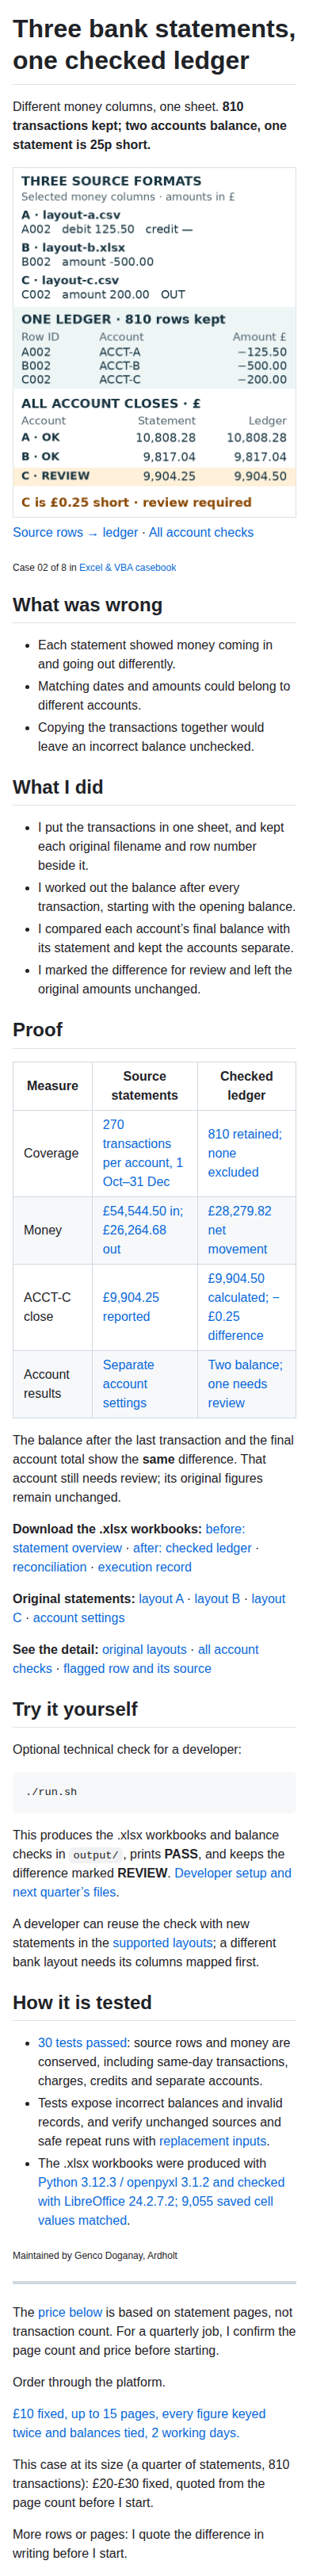 Three bank statements,
one checked ledger
Different money columns, one sheet. 810
transactions kept; two accounts balance, one
statement is 25p short.
THREE SOURCE FORMATS
Selected money columns · amounts in £
A · layout-a.csv
A002 debit 125.50 credit —
B · layout-b.xlsx
B002 amount -500.00
C · layout-c.csv
C002 amount 200.00 OUT
ONE LEDGER · 810 rows kept
Row ID Account Amount £
A002 ACCT-A −125.50
B002 ACCT-B −500.00
C002 ACCT-C −200.00
ALL ACCOUNT CLOSES · £
Account Statement Ledger
A · OK 10,808.28 10,808.28
B · OK 9,817.04 9,817.04
C · REVIEW 9,904.25 9,904.50
C is £0.25 short · review required
Source rows → ledger · All account checks
Case 02 of 8 in Excel & VBA casebook
What was wrong
• Each statement showed money coming in
and going out differently.
• Matching dates and amounts could belong to
different accounts.
• Copying the transactions together would
leave an incorrect balance unchecked.
What I did
• I put the transactions in one sheet, and kept
each original filename and row number
beside it.
• I worked out the balance after every
transaction, starting with the opening balance.
• I compared each account’s final balance with
its statement and kept the accounts separate.
• I marked the difference for review and left the
original amounts unchanged.
Proof
Measure
Source
statements
Checked
ledger
Coverage
270
transactions
per account, 1
Oct–31 Dec
810 retained;
none
excluded
Money
£54,544.50 in;
£26,264.68
out
£28,279.82
net
movement
ACCT-C
close
£9,904.25
reported
£9,904.50
calculated; −
£0.25
difference
Account
results
Separate
account
settings
Two balance;
one needs
review
The balance after the last transaction and the final
account total show the same difference. That
account still needs review; its original figures
remain unchanged.
Download the .xlsx workbooks: before:
statement overview · after: checked ledger ·
reconciliation · execution record
Original statements: layout A · layout B · layout
C · account settings
See the detail: original layouts · all account
checks · flagged row and its source
Try it yourself
Optional technical check for a developer:
./run.sh
This produces the .xlsx workbooks and balance
checks in output/, prints PASS, and keeps the
difference marked REVIEW. Developer setup and
next quarter’s files.
A developer can reuse the check with new
statements in the supported layouts; a different
bank layout needs its columns mapped first.
How it is tested
• 30 tests passed: source rows and money are
conserved, including same-day transactions,
charges, credits and separate accounts.
• Tests expose incorrect balances and invalid
records, and verify unchanged sources and
safe repeat runs with replacement inputs.
• The .xlsx workbooks were produced with
Python 3.12.3 / openpyxl 3.1.2 and checked
with LibreOffice 24.2.7.2; 9,055 saved cell
values matched.
Maintained by Genco Doganay, Ardholt
The price below is based on statement pages, not
transaction count. For a quarterly job, I confirm the
page count and price before starting.
Order through the platform.
£10 fixed, up to 15 pages, every figure keyed
twice and balances tied, 2 working days.
This case at its size (a quarter of statements, 810
transactions): £20-£30 fixed, quoted from the
page count before I start.
More rows or pages: I quote the difference in
writing before I start.